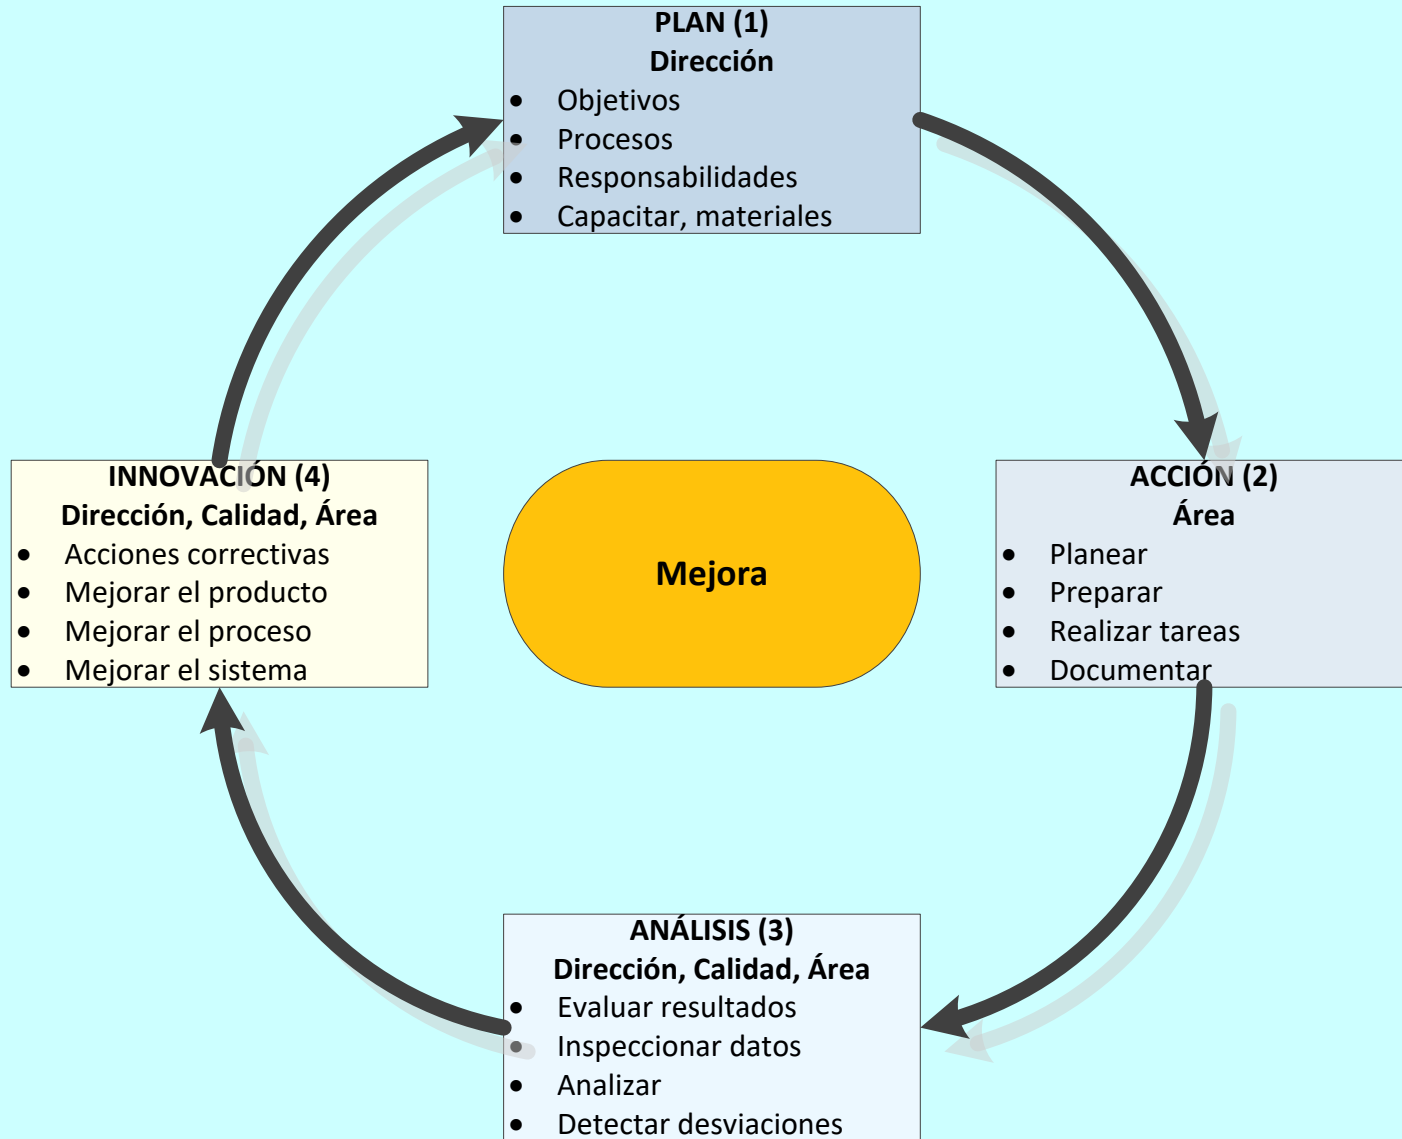 PLAN (1)
Dirección
• Objetivos
• Procesos
• Responsabilidades
• Capacitar, materiales
ACCIÓN (2)
Área
• Planear
• Preparar
• Realizar tareas
• Documentar
ANÁLISIS (3)
Dirección, Calidad, Área
• Evaluar resultados
• Inspeccionar datos
• Analizar
• Detectar desviaciones
INNOVACIÓN (4)
Dirección, Calidad, Área
• Acciones correctivas
• Mejorar el producto
• Mejorar el proceso
• Mejorar el sistema
Mejora